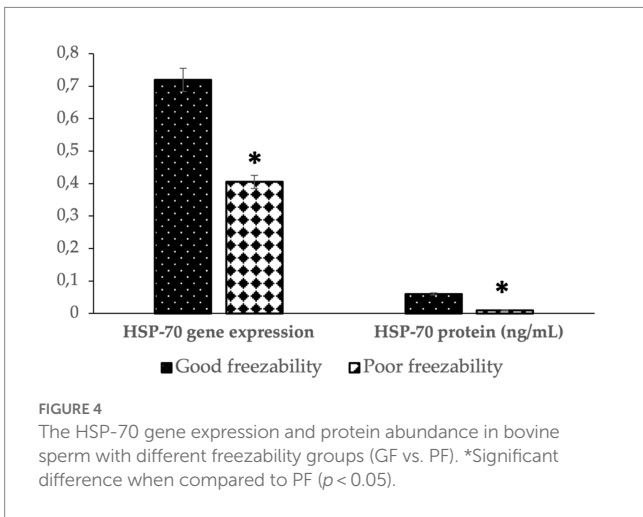 0,8
0,7
0,6
0,5
0,4
0,3
0,2
0,1
0
*
*
HSP-70 gene expression HSP-70 protein (ng/mL)
Good freezability Poor freezability
FIGURE 4
The HSP-70 gene expression and protein abundance in bovine
sperm with different freezability groups (GF vs. PF). *Significant
difference when compared to PF (p < 0.05).